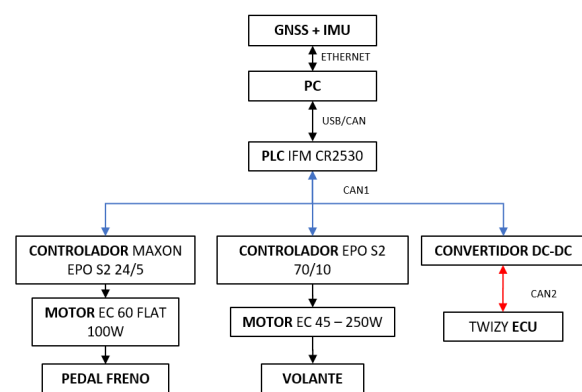 GNSS + IMU
ETHERNET
PC
USB/CAN
PLC IFM CR2530
CAN1
CONTROLADOR MAXON
EPO S2 24/5
CONTROLADOR EPO S2
70/10
CONVERTIDOR DC-DC
MOTOR EC 60 FLAT
100W
MOTOR EC 45 – 250W
CAN2
TWIZY ECU
PEDAL FRENO
VOLANTE